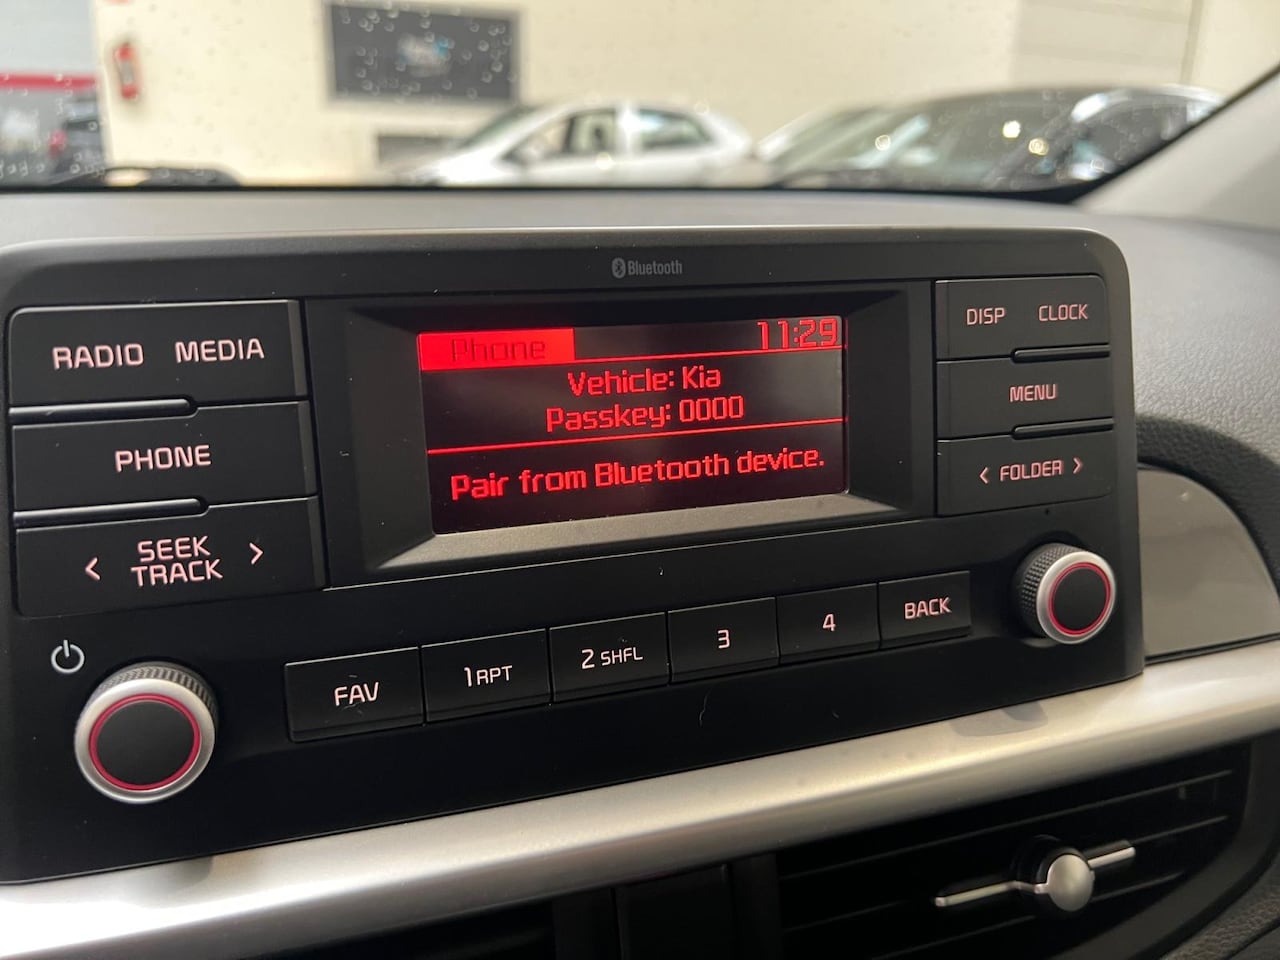 Bluetooth
RADIO MEDIA
PHONE
< SEEK TRACK >
Phone 11:29
Vehicle: Kia
Passkey: 0000
Pair from Bluetooth device.
DISP CLOCK
MENU
< FOLDER >
FAV 1 RPT 2 SHFL 3 4 BACK